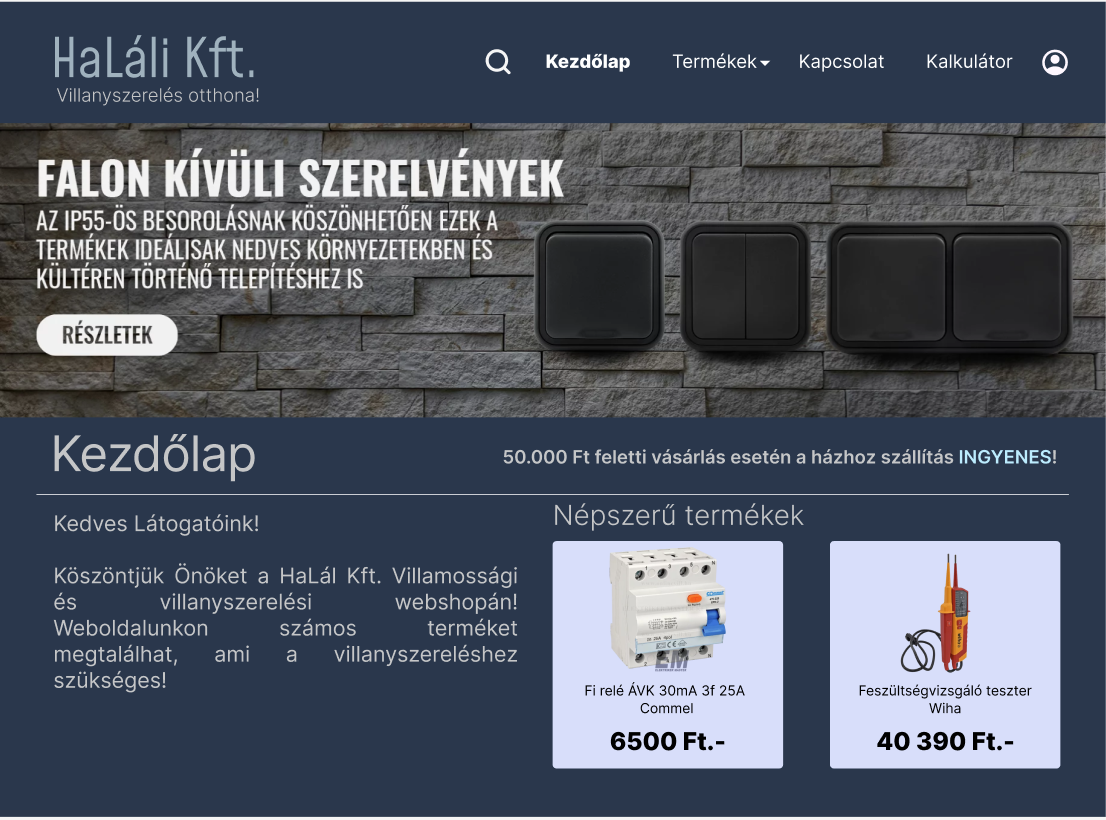 HaLáli Kft.
Villanyszerelés otthona!
Kezdőlap
Termékek
Kapcsolat
Kalkulátor
FALON KÍVÜLI SZERELVÉNYEK
AZ IP55-ÖS BESOROLÁSNAK KÖSZÖNHETŐEN EZEK A
TERMÉKEK IDEÁLISAK NEDVES KÖRNYEZETEKBEN ÉS
KÜLTÉREN TÖRTÉNŐ TELEPÍTÉSHEZ IS
RÉSZLETEK
Kezdőlap
50.000 Ft feletti vásárlás esetén a házhoz szállítás INGYENES!
Kedves Látogatóink!
Köszöntjük Önöket a HaLál Kft. Villamossági
és villanyszerelési webshopán!
Weboldalunkon számos terméket
megtalálhat, ami a villanyszereléshez
szükséges!
Népszerű termékek
EM
Fi relé ÁVK 30mA 3f 25A
Commel
6500 Ft.-
Feszültségvizsgáló teszter
Wiha
40 390 Ft.-